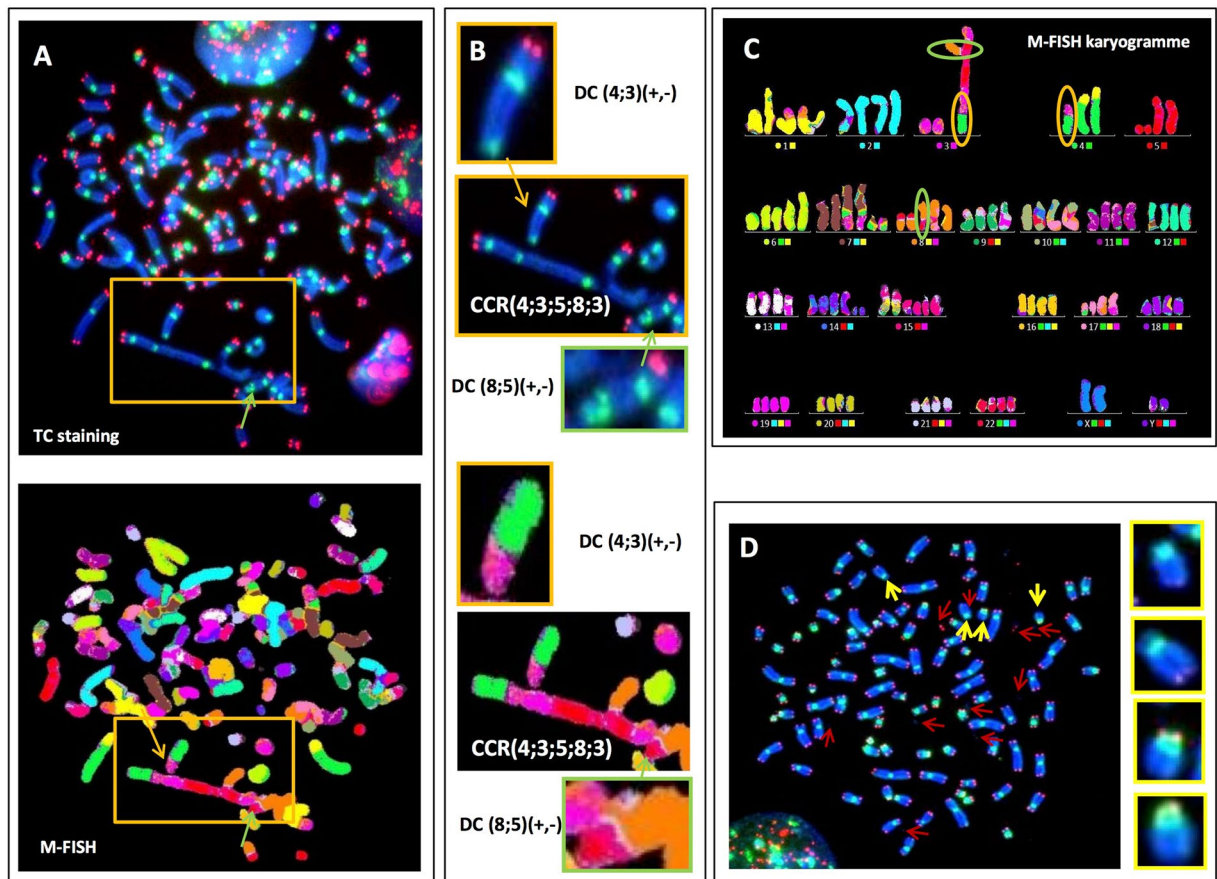 A
TC staining
M-FISH
B
DC (4;3)(+,-)
CCR(4;3;5;8;3)
DC (8;5)(+,-)
DC (4;3)(+,-)
CCR(4;3;5;8;3)
DC (8;5)(+,-)
C
M-FISH karyogramme
1
2
3
4
5
6
7
8
9
10
11
12
13
14
15
16
17
18
19
20
21
22
X
Y
D